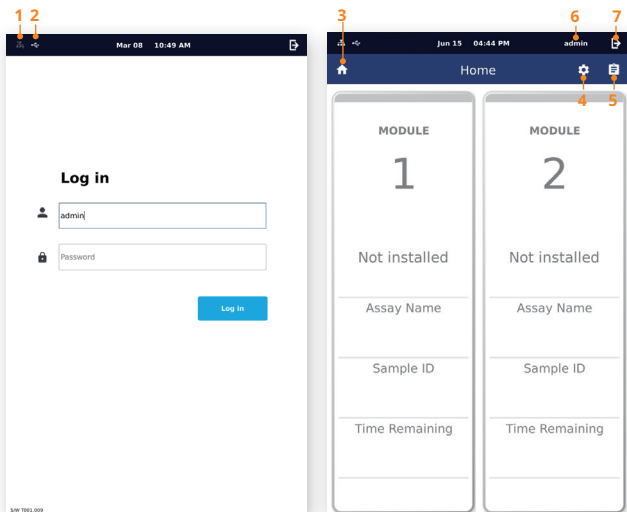 1 2
Mar 08 10:49 AM
Log in
admin
Password
Log in
S/W T001.009
3 6 7
Jun 15 04:44 PM admin
Home
4 5
MODULE
1
Not installed
Assay Name
Sample ID
Time Remaining
MODULE
2
Not installed
Assay Name
Sample ID
Time Remaining